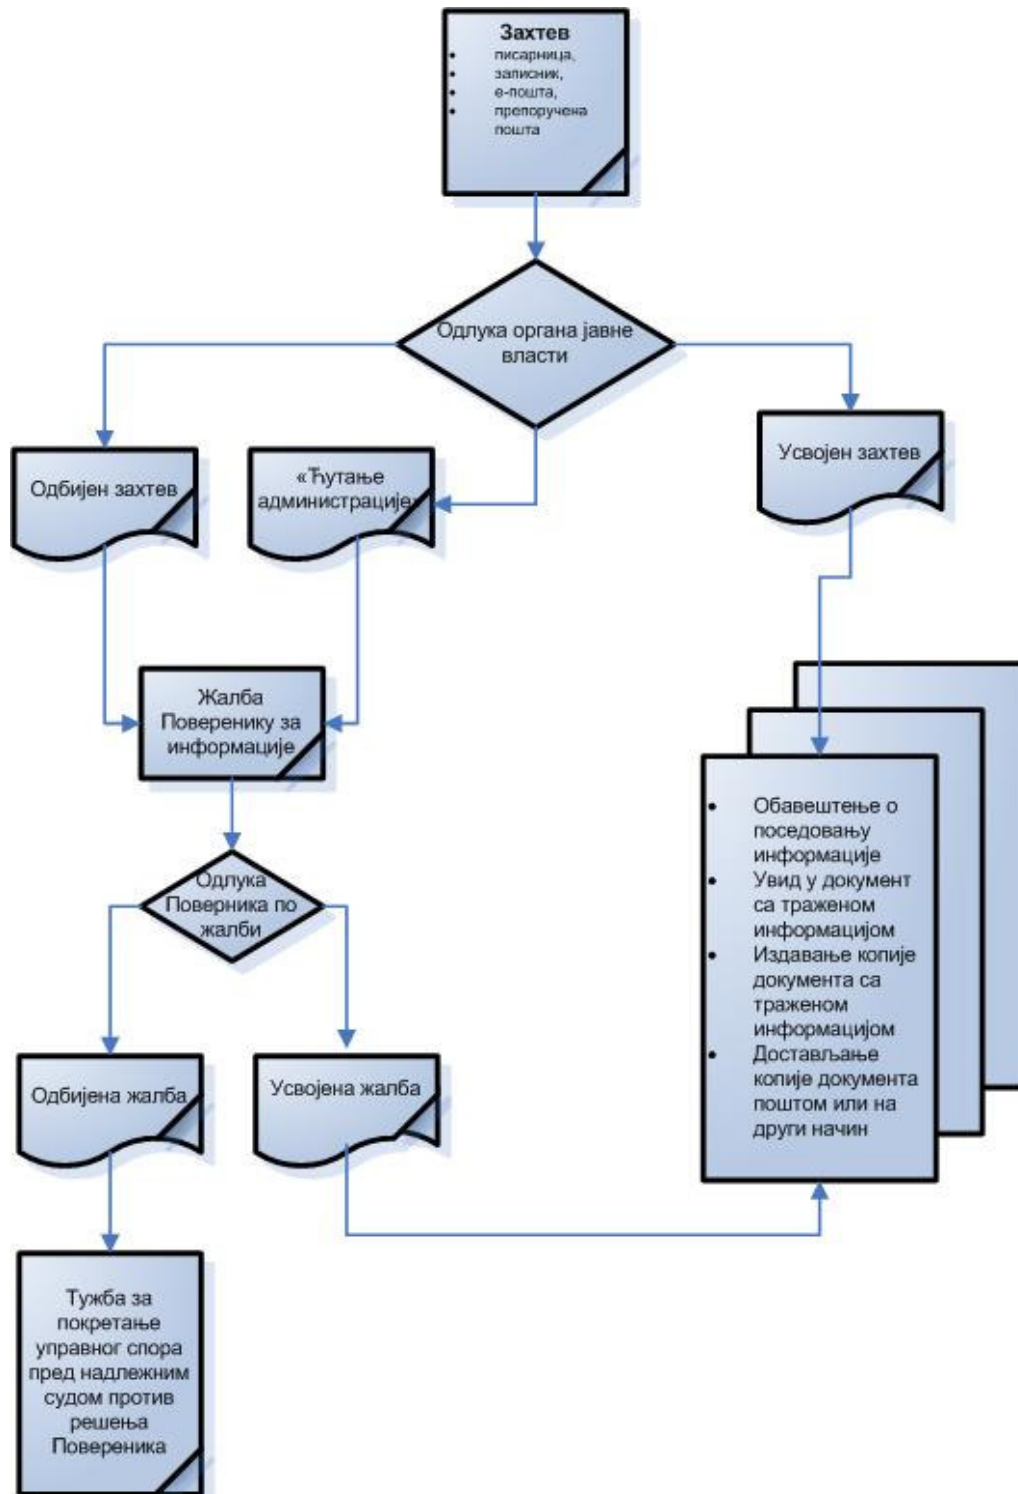 Захтев
• писарница,
• записник,
• е-пошта,
• препоручена
пошта
Одлука органа јавне
власти
Одбијен захтев
«Ћутање
администрације
Усвојен захтев
Жалба
Поверенику за
информације
Одлука
Поверника по
жалби
Одбијена жалба
Усвојена жалба
• Обавештење о
поседовању
информације
• Увид у документ
са траженом
информацијом
• Издавање копије
документа са
траженом
информацијом
• Достављање
копије документа
поштом или на
други начин
Тужба за
покретање
управног спора
пред надлежним
судом против
решења
Повереника